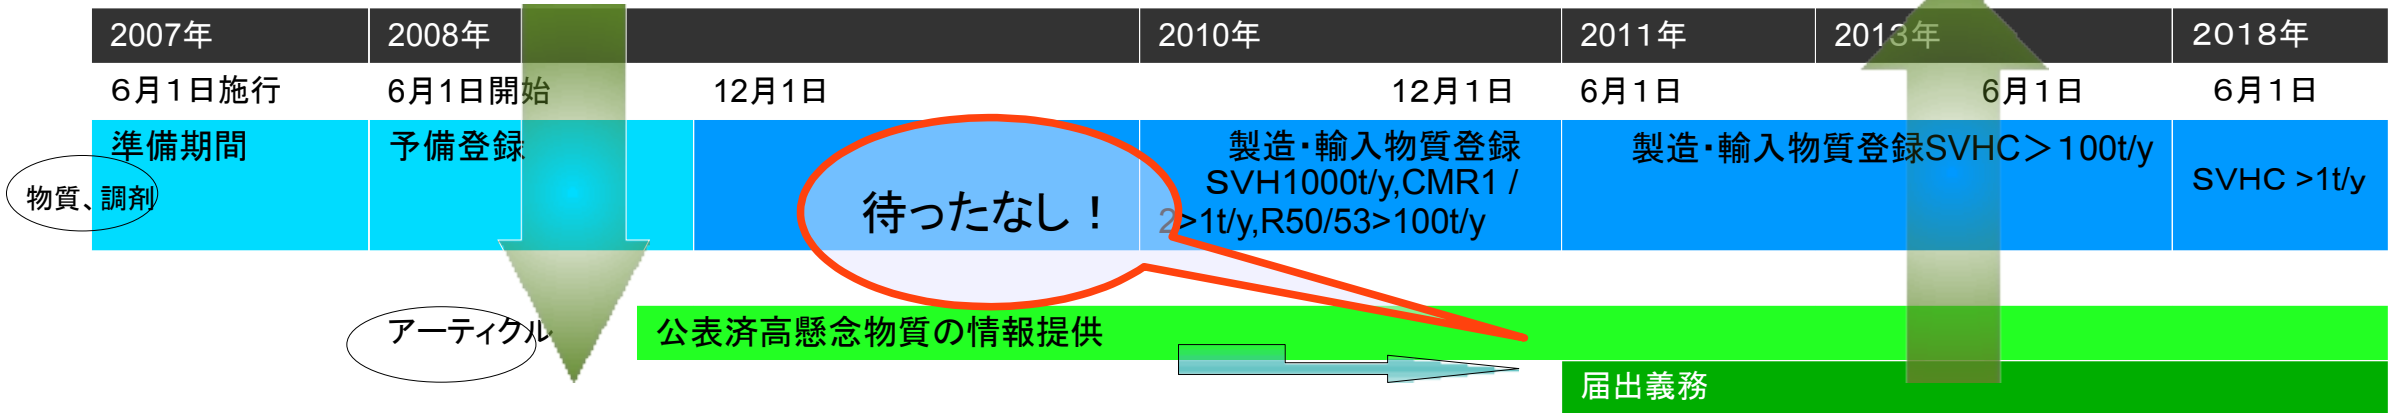 2007年
2008年
2010年
2011年
2013年
2018年
6月1日施行
6月1日開始
12月1日
12月1日
6月1日
6月1日
6月1日
物質、調剤
準備期間
予備登録
待ったなし！
製造・輸入物質登録
SVH1000t/y,CMR1 /
2>1t/y,R50/53>100t/y
製造・輸入物質登録SVHC＞100t/y
SVHC >1t/y
アーティクル
公表済高懸念物質の情報提供
届出義務